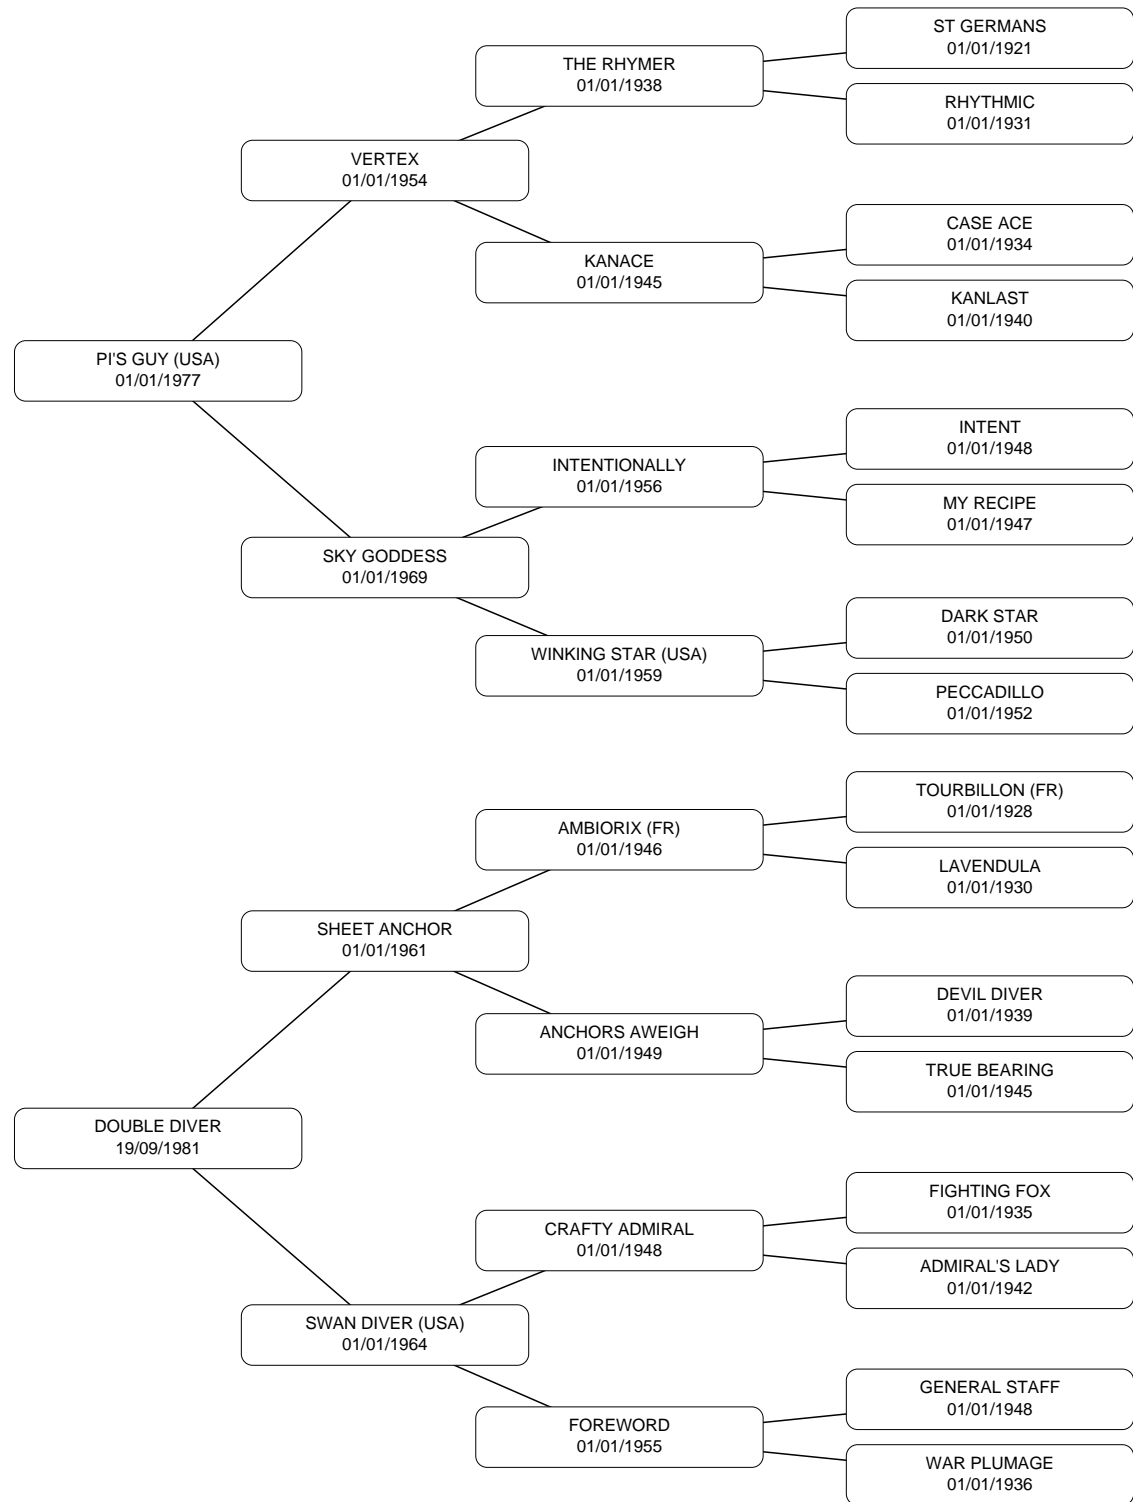 ST GERMANS
01/01/1921
THE RHYMER
01/01/1938
RHYTHMIC
01/01/1931
VERTEX
01/01/1954
CASE ACE
01/01/1934
KANACE
01/01/1945
KANLAST
01/01/1940
PI'S GUY (USA)
01/01/1977
INTENT
01/01/1948
INTENTIONALLY
01/01/1956
MY RECIPE
01/01/1947
SKY GODDESS
01/01/1969
DARK STAR
01/01/1950
WINKING STAR (USA)
01/01/1959
PECCADILLO
01/01/1952
TOURBILLON (FR)
01/01/1928
AMBIORIX (FR)
01/01/1946
LAVENDULA
01/01/1930
SHEET ANCHOR
01/01/1961
DEVIL DIVER
01/01/1939
ANCHORS AWEIGH
01/01/1949
TRUE BEARING
01/01/1945
DOUBLE DIVER
19/09/1981
FIGHTING FOX
01/01/1935
CRAFTY ADMIRAL
01/01/1948
ADMIRAL'S LADY
01/01/1942
SWAN DIVER (USA)
01/01/1964
GENERAL STAFF
01/01/1948
FOREWORD
01/01/1955
WAR PLUMAGE
01/01/1936